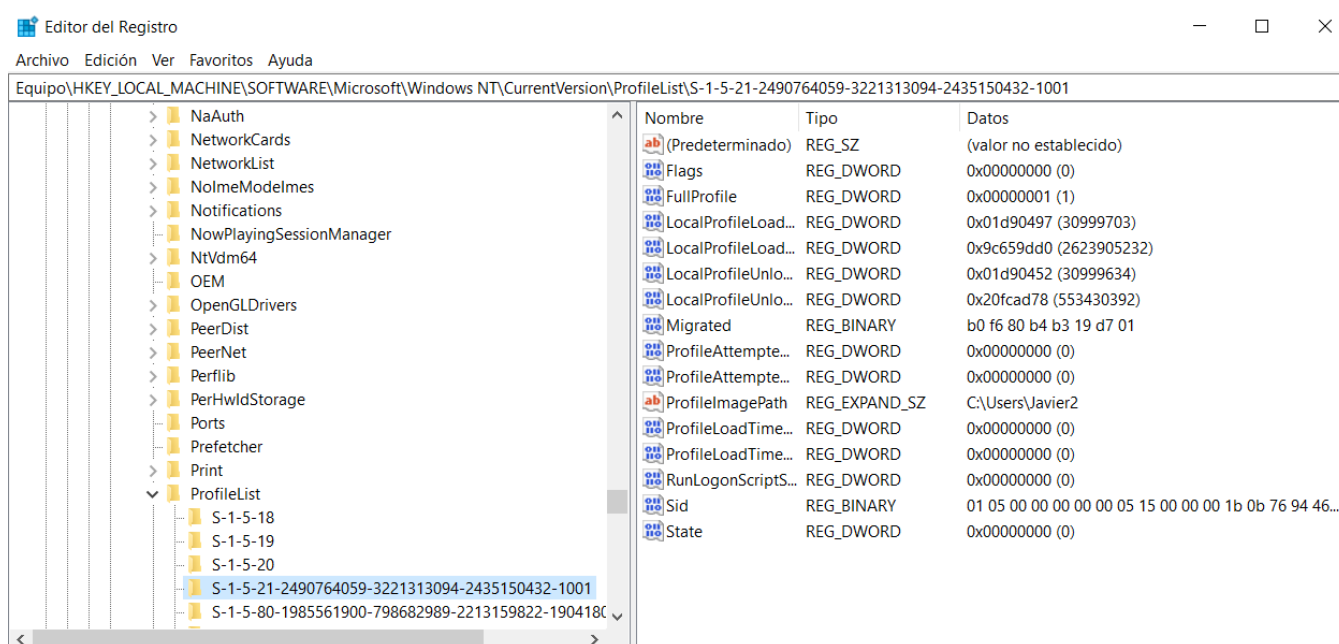 Editor del Registro
Archivo Edición Ver Favoritos Ayuda
Equipo\HKEY_LOCAL_MACHINE\SOFTWARE\Microsoft\Windows NT\CurrentVersion\ProfileList\S-1-5-21-2490764059-3221313094-2435150432-1001
NaAuth
NetworkCards
NetworkList
NoImeModeImes
Notifications
NowPlayingSessionManager
NtVdm64
OEM
OpenGLDrivers
PeerDist
PeerNet
Perflib
PerHwIdStorage
Ports
Prefetcher
Print
ProfileList
S-1-5-18
S-1-5-19
S-1-5-20
S-1-5-21-2490764059-3221313094-2435150432-1001
S-1-5-80-1985561900-798682989-2213159822-1904180
Nombre Tipo Datos
(Predeterminado) REG_SZ (valor no establecido)
Flags REG_DWORD 0x00000000 (0)
FullProfile REG_DWORD 0x00000001 (1)
LocalProfileLoad... REG_DWORD 0x01d90497 (30999703)
LocalProfileLoad... REG_DWORD 0x9c659dd0 (2623905232)
LocalProfileUnlo... REG_DWORD 0x01d90452 (30999634)
LocalProfileUnlo... REG_DWORD 0x20fcad78 (553430392)
Migrated REG_BINARY b0 f6 80 b4 b3 19 d7 01
ProfileAttempte... REG_DWORD 0x00000000 (0)
ProfileAttempte... REG_DWORD 0x00000000 (0)
ProfileImagePath REG_EXPAND_SZ C:\Users\Javier2
ProfileLoadTime... REG_DWORD 0x00000000 (0)
ProfileLoadTime... REG_DWORD 0x00000000 (0)
RunLogonScriptS... REG_DWORD 0x00000000 (0)
Sid REG_BINARY 01 05 00 00 00 00 00 05 15 00 00 00 1b 0b 76 94 46...
State REG_DWORD 0x00000000 (0)